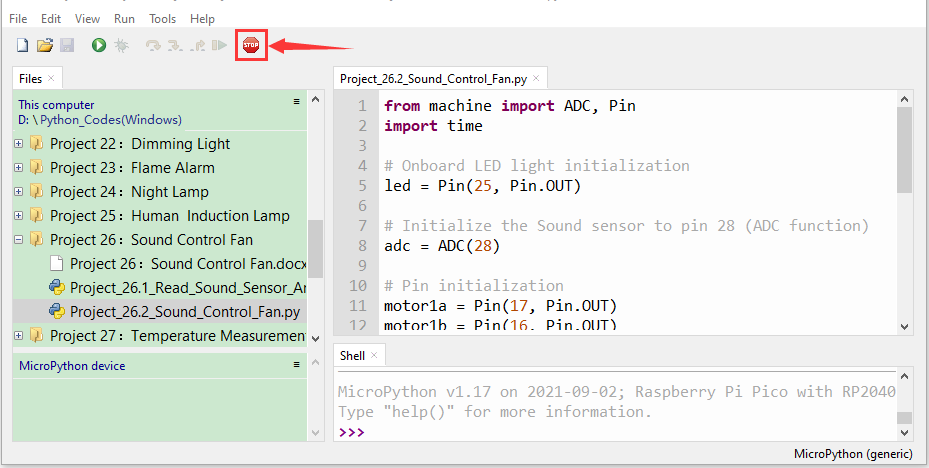 File Edit View Run Tools Help
STOP
Files ×
This computer
D: \ Python_Codes(Windows)
Project 22：Dimming Light
Project 23：Flame Alarm
Project 24：Night Lamp
Project 25：Human Induction Lamp
Project 26：Sound Control Fan
Project 26：Sound Control Fan.docx
Project_26.1_Read_Sound_Sensor_Ar
Project_26.2_Sound_Control_Fan.py
Project 27：Temperature Measuremen
MicroPython device
Project_26.2_Sound_Control_Fan.py ×
1 from machine import ADC, Pin
2 import time
3
4 # Onboard LED light initialization
5 led = Pin(25, Pin.OUT)
6
7 # Initialize the Sound sensor to pin 28 (ADC function)
8 adc = ADC(28)
9
10 # Pin initialization
11 motor1a = Pin(17, Pin.OUT)
12 motor1b = Pin(16, Pin.OUT)
Shell ×
MicroPython v1.17 on 2021-09-02; Raspberry Pi Pico with RP2040
Type "help()" for more information.
>>>
MicroPython (generic)